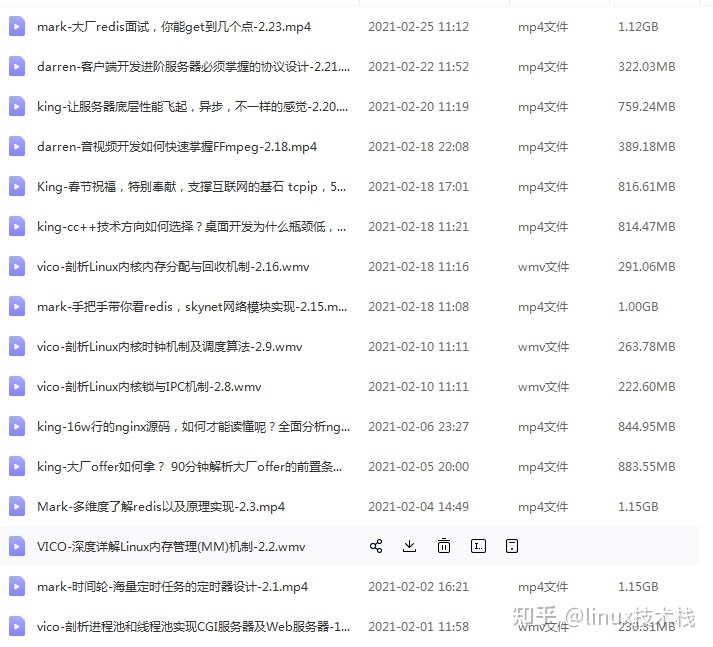 mark-大厂redis面试，你能get到几个点-2.23.mp4 2021-02-25 11:12 mp4文件 1.12GB
darren-客户端开发进阶服务器必须掌握的协议设计-2.21.... 2021-02-22 11:52 mp4文件 322.03MB
king-让服务器底层性能飞起，异步，不一样的感觉-2.20.... 2021-02-20 11:19 mp4文件 759.24MB
darren-音视频开发如何快速掌握FFmpeg-2.18.mp4 2021-02-18 22:08 mp4文件 389.18MB
King-春节祝福，特别奉献，支撑互联网的基石 tcpip，5... 2021-02-18 17:01 mp4文件 816.61MB
king-cc++技术方向如何选择？桌面开发为什么瓶颈低，... 2021-02-18 11:21 mp4文件 814.47MB
vico-剖析Linux内核内存分配与回收机制-2.16.wmv 2021-02-18 11:16 wmv文件 291.06MB
mark-手把手带你看redis，skynet网络模块实现-2.15.m... 2021-02-18 11:08 mp4文件 1.00GB
vico-剖析Linux内核时钟机制及调度算法-2.9.wmv 2021-02-10 11:11 wmv文件 263.78MB
vico-剖析Linux内核锁与IPC机制-2.8.wmv 2021-02-10 11:11 wmv文件 222.60MB
king-16w行的nginx源码，如何才能读懂呢？全面分析ng... 2021-02-06 23:27 mp4文件 844.95MB
king-大厂offer如何拿？ 90分钟解析大厂offer的前置条... 2021-02-05 20:00 mp4文件 883.55MB
Mark-多维度了解redis以及原理实现-2.3.mp4 2021-02-04 14:49 mp4文件 1.15GB
VICO-深度详解Linux内存管理(MM)机制-2.2.wmv
mark-时间轮-海量定时任务的定时器设计-2.1.mp4 2021-02-02 16:21 mp4文件 1.15GB
vico-剖析进程池和线程池实现CGI服务器及Web服务器-1... 2021-02-01 11:58 wmv文件 230.31MB
知乎 @linux技术栈